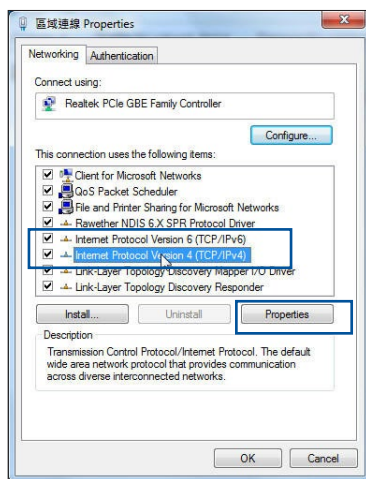 區域連線 Properties
Networking
Authentication
Connect using:
Realtek PCIe GBE Family Controller
Configure...
This connection uses the following items:
Client for Microsoft Networks
QoS Packet Scheduler
File and Printer Sharing for Microsoft Networks
Rawether NDIS 6.X SPR Protocol Driver
Internet Protocol Version 6 (TCP/IPv6)
Internet Protocol Version 4 (TCP/IPv4)
Link-Layer Topology Discovery Mapper I/O Driver
Link-Layer Topology Discovery Responder
Install...
Uninstall
Properties
Description
Transmission Control Protocol/Internet Protocol. The default
wide area network protocol that provides communication
across diverse interconnected networks.
OK
Cancel